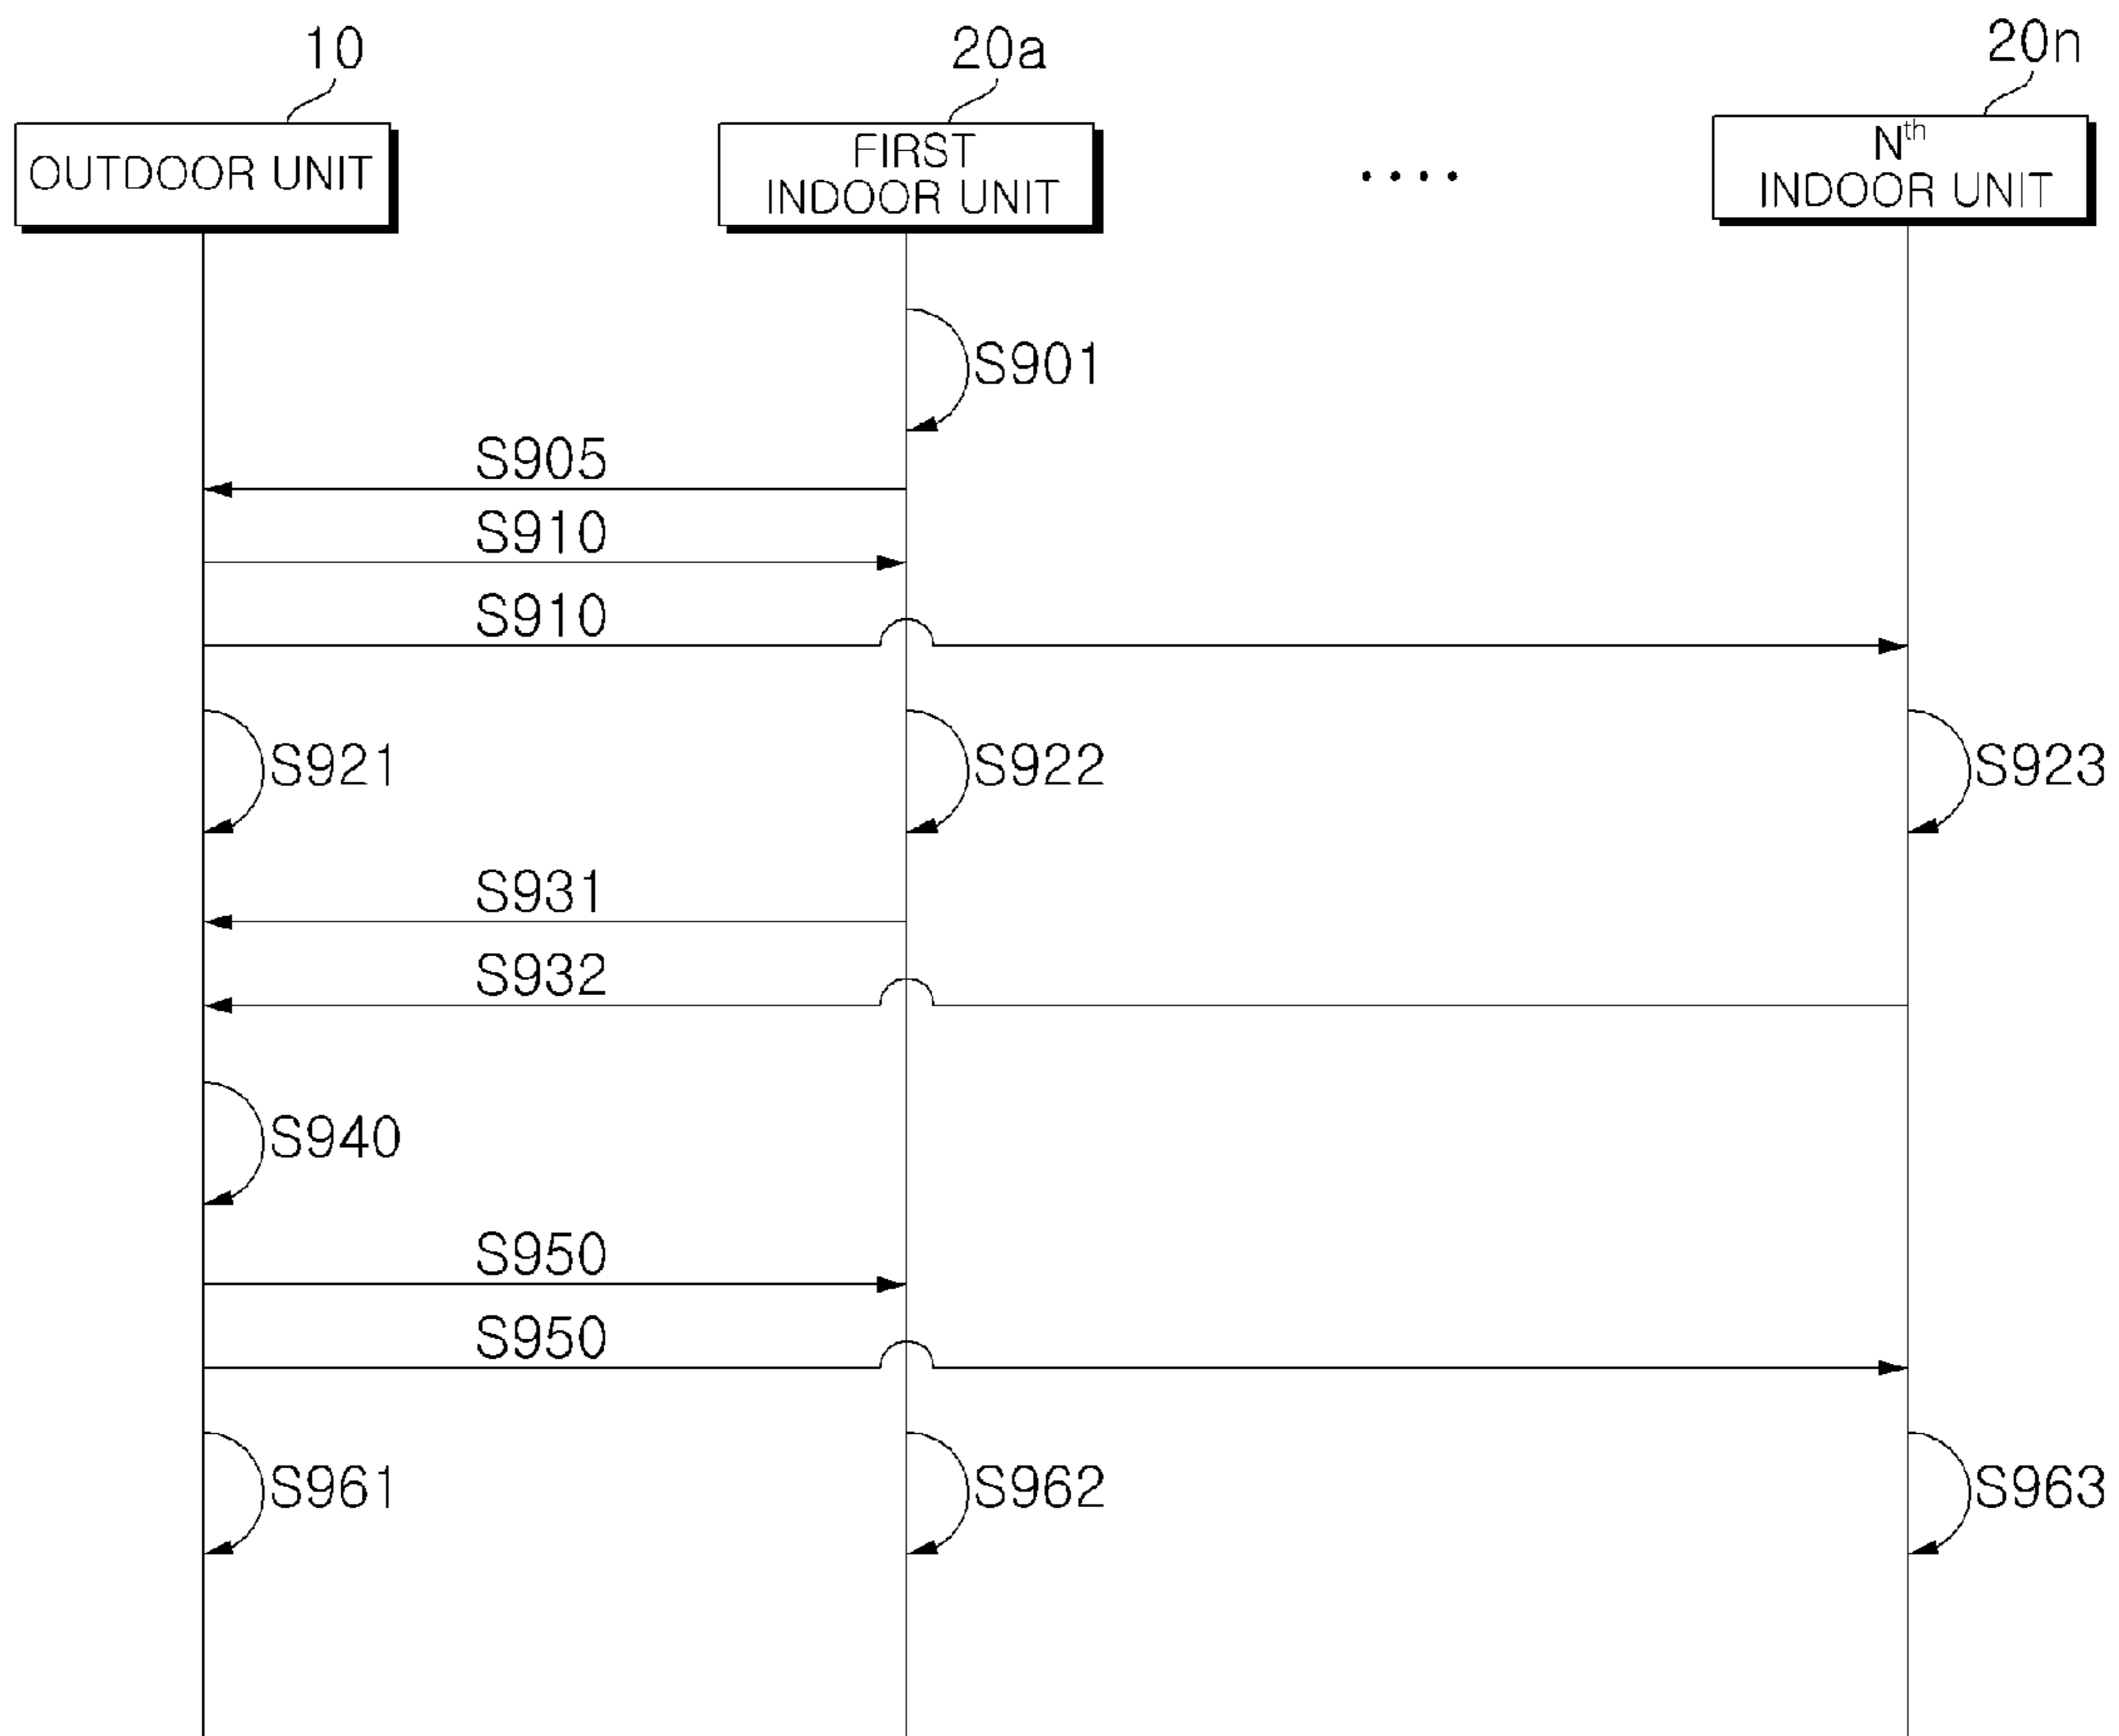 10
20a
20n
OUTDOOR UNIT
FIRST
INDOOR UNIT
....
Nth
INDOOR UNIT
S901
S905
S910
S910
S921
S922
S923
S931
S932
S940
S950
S950
S961
S962
S963